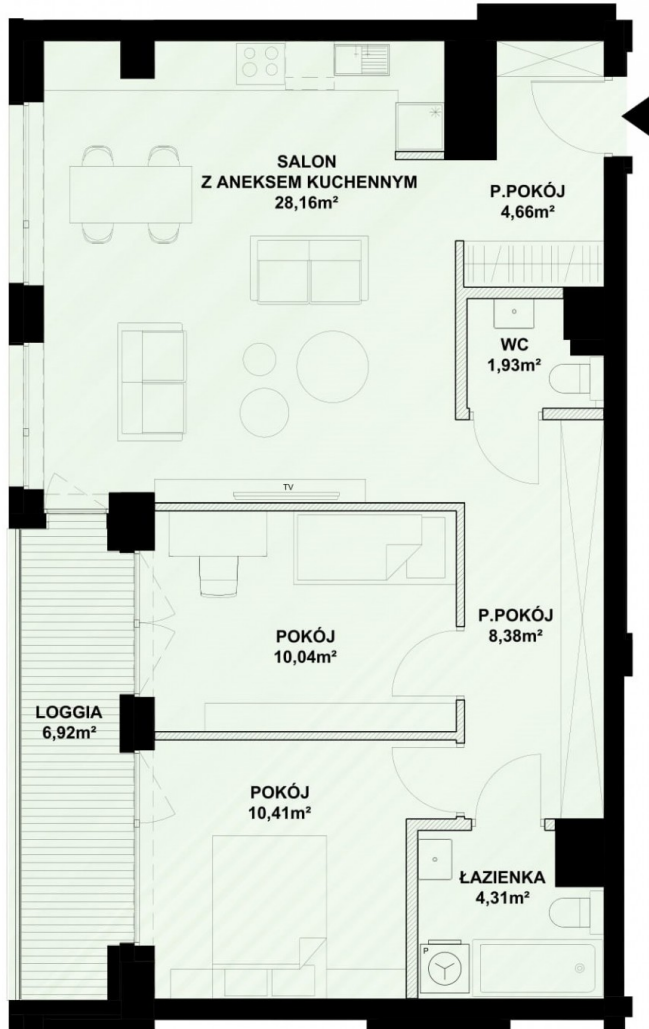 SALON
Z ANEKSEM KUCHENNYM
28,16m²
P.POKÓJ
4,66m²
WC
1,93m²
TV
POKÓJ
10,04m²
P.POKÓJ
8,38m²
LOGGIA
6,92m²
POKÓJ
10,41m²
ŁAZIENKA
4,31m²
P